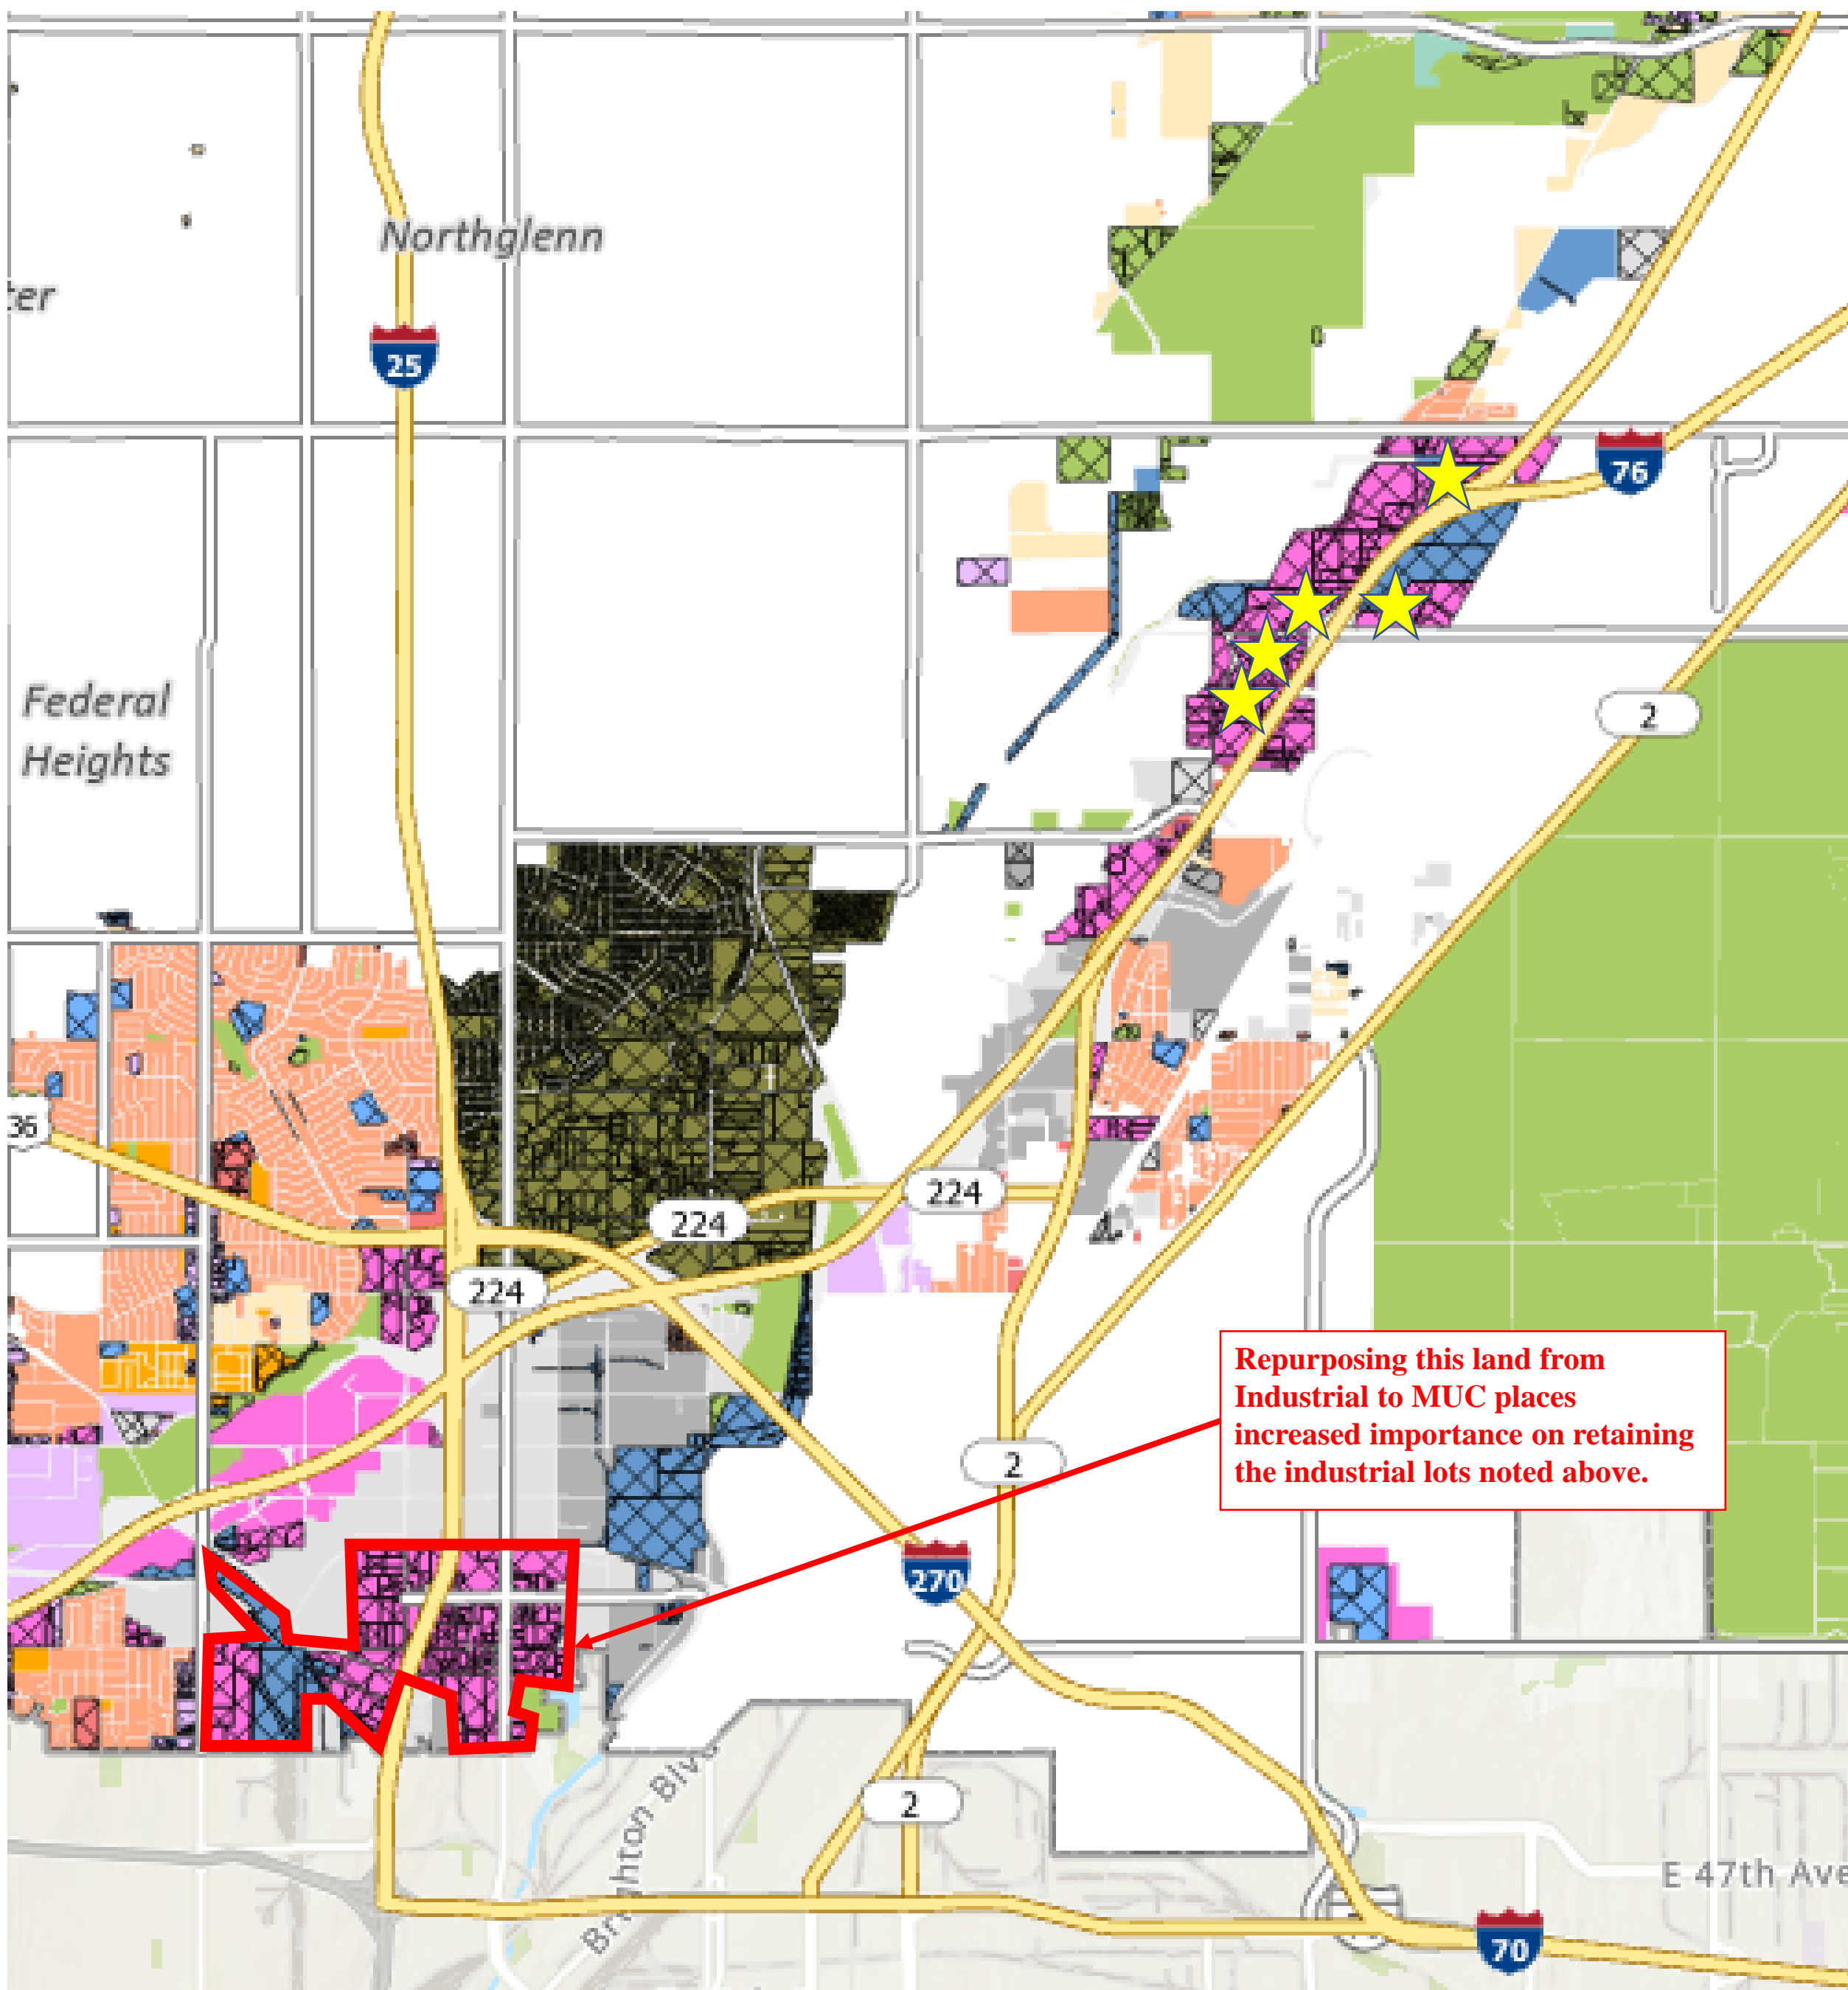 Northglenn
ter
25
76
Federal
Heights
2
36
224
224
224
Repurposing this land from
Industrial to MUC places
increased importance on retaining
the industrial lots noted above.
2
270
2
Brighton Blvd
E 47th Ave
70